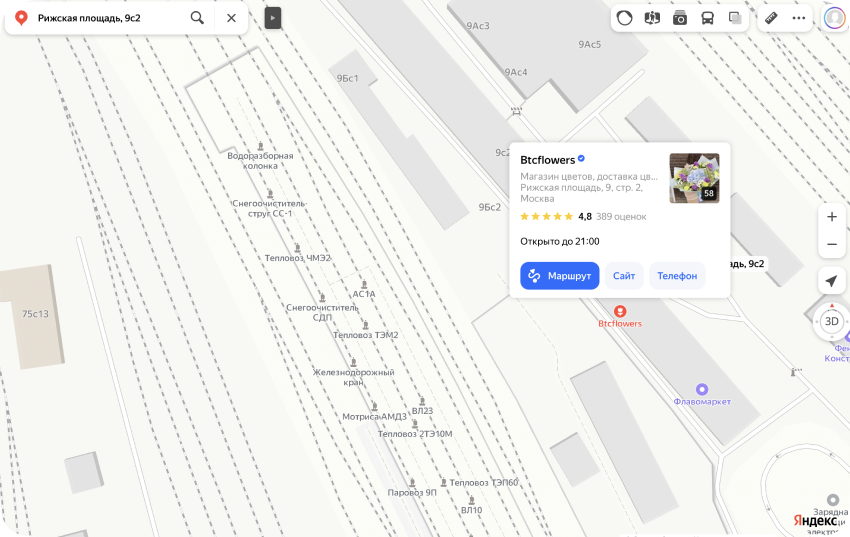 Рижская площадь, 9с2
9Ас3
9Ас5
9Ас4
9Бс1
9с2
Водоразборная
колонка
Снегоочиститель-
струг СС-1
9Бс2
Btcflowers
Магазин цветов, доставка цв...
Рижская площадь, 9, стр. 2,
Москва
58
4,8 389 оценок
Открыто до 21:00
Маршрут
Сайт
Телефон
адь, 9с2
Тепловоз ЧМЭ2
АС1А
Снегоочиститель
СДП
75с13
3D
Btcflowers
Тепловоз ТЭМ2
Фен
Конст
Железнодорожный
кран
Флавомаркет
ВЛ23
Мотриса АМД3
Тепловоз 2ТЭ10М
Тепловоз ТЭП60
Паровоз 9П
ВЛ10
Зарядна
Яндекс